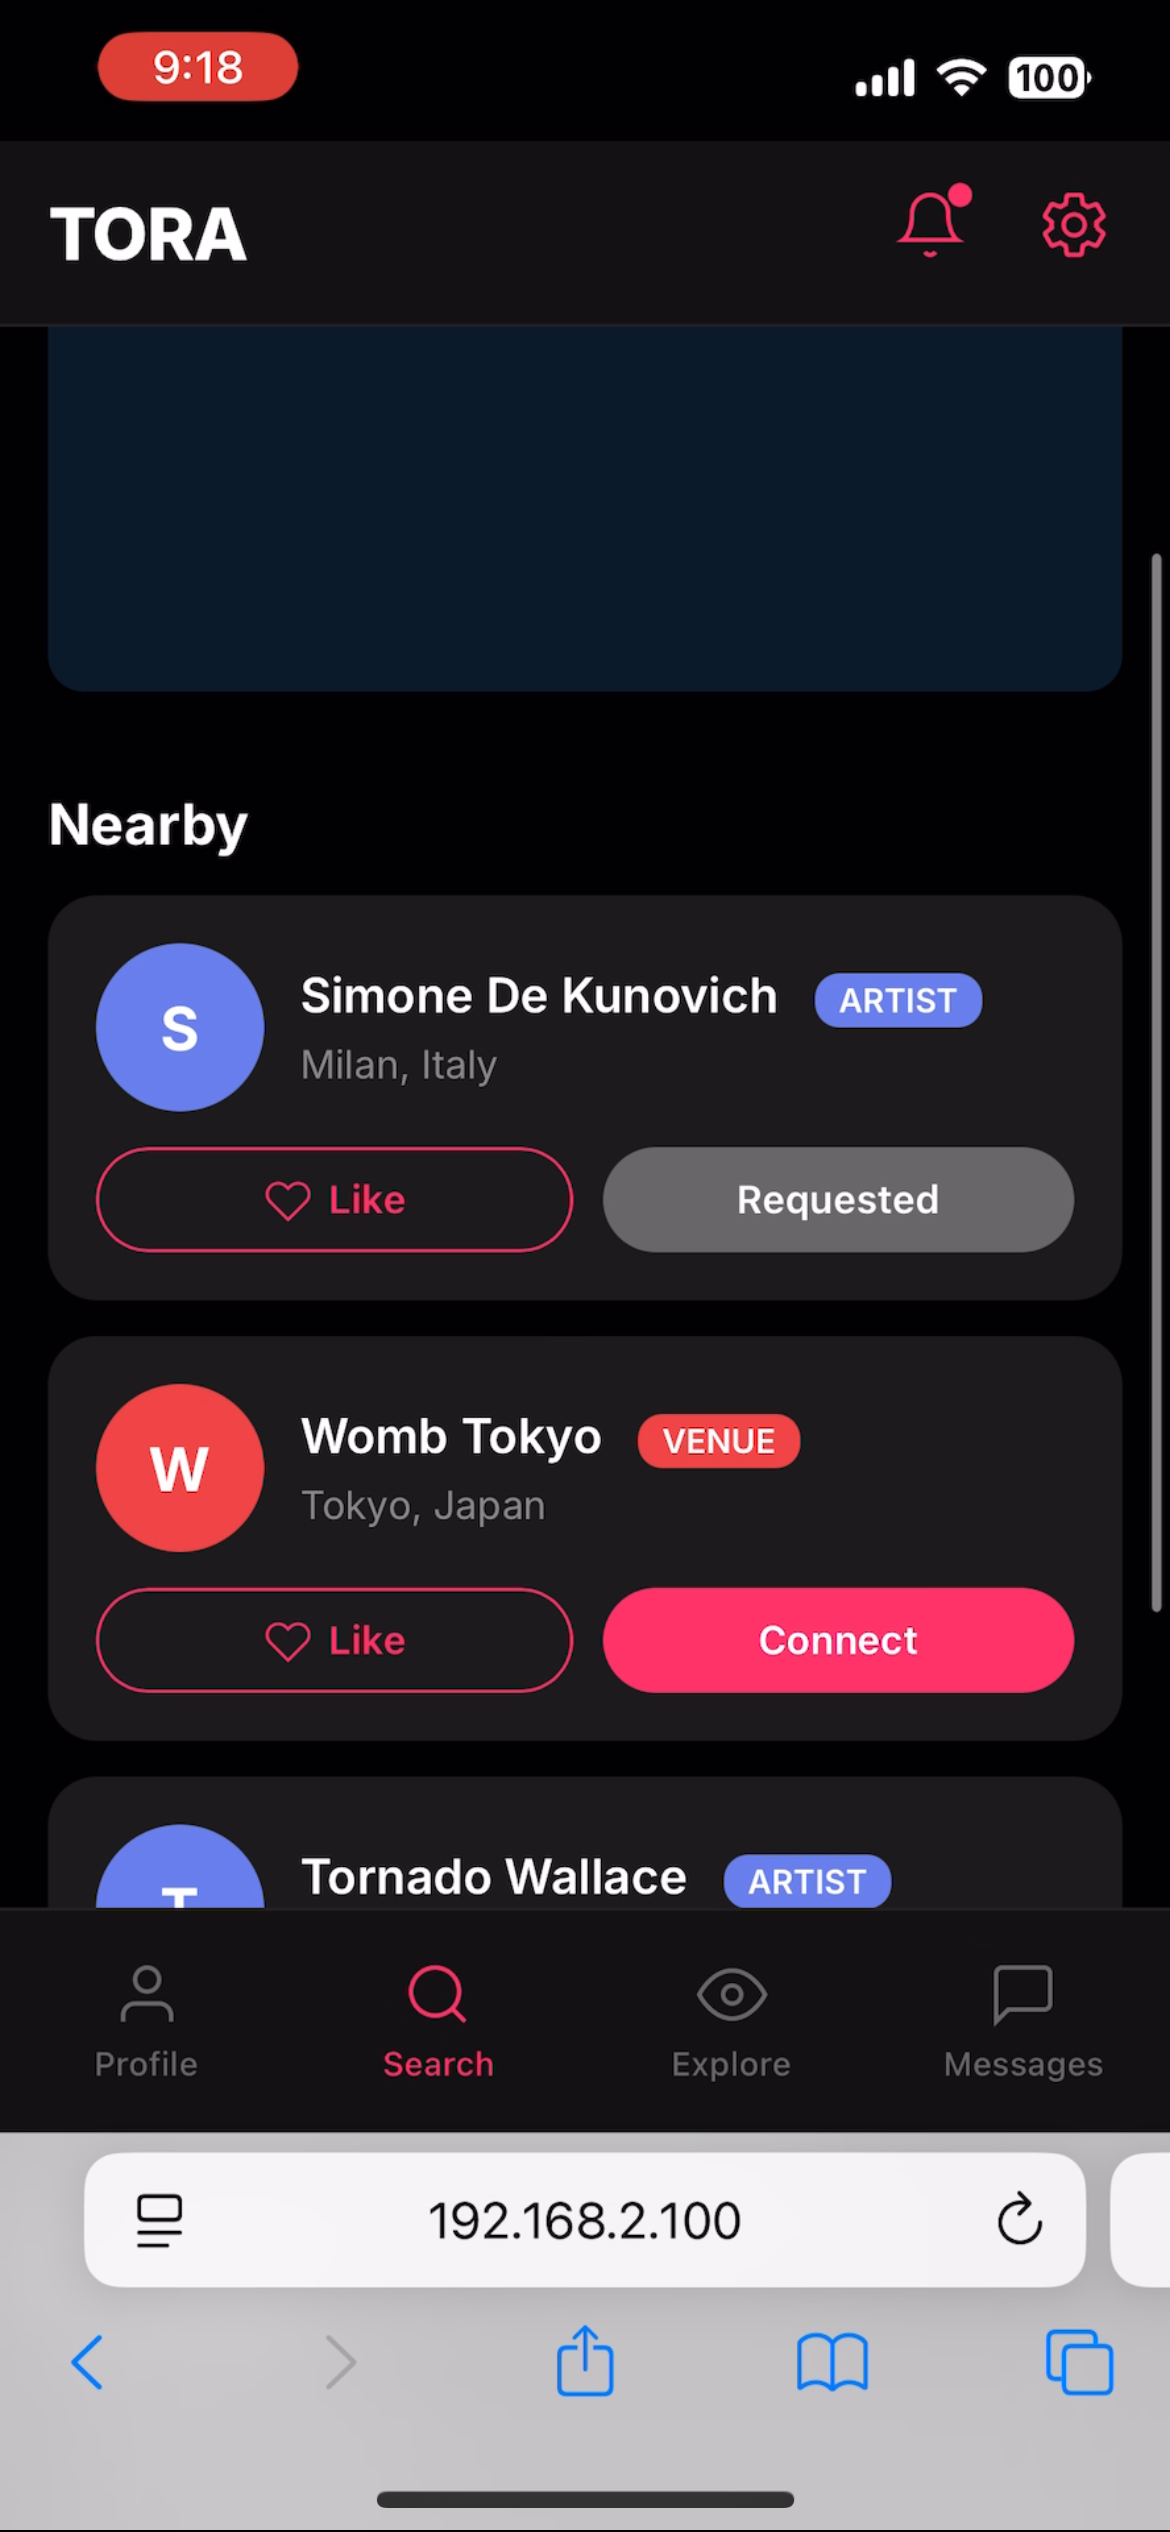 9:18
100
TORA
Nearby
S
Simone De Kunovich ARTIST
Milan, Italy
Like Requested
W
Womb Tokyo VENUE
Tokyo, Japan
Like Connect
T
Tornado Wallace ARTIST
Profile Search Explore Messages
192.168.2.100